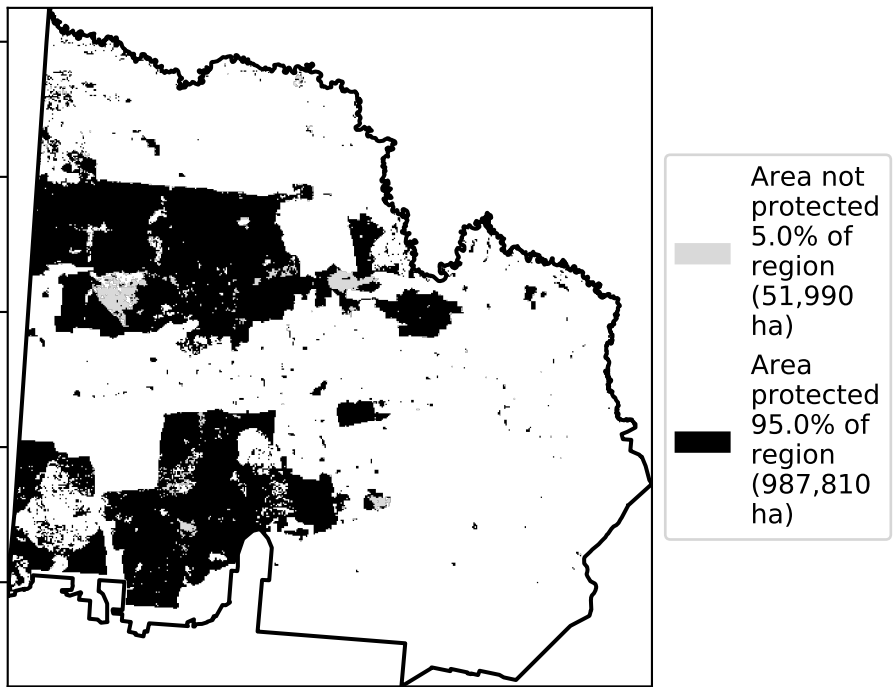 Area not
protected
5.0% of
region
(51,990
ha)
Area
protected
95.0% of
region
(987,810
ha)